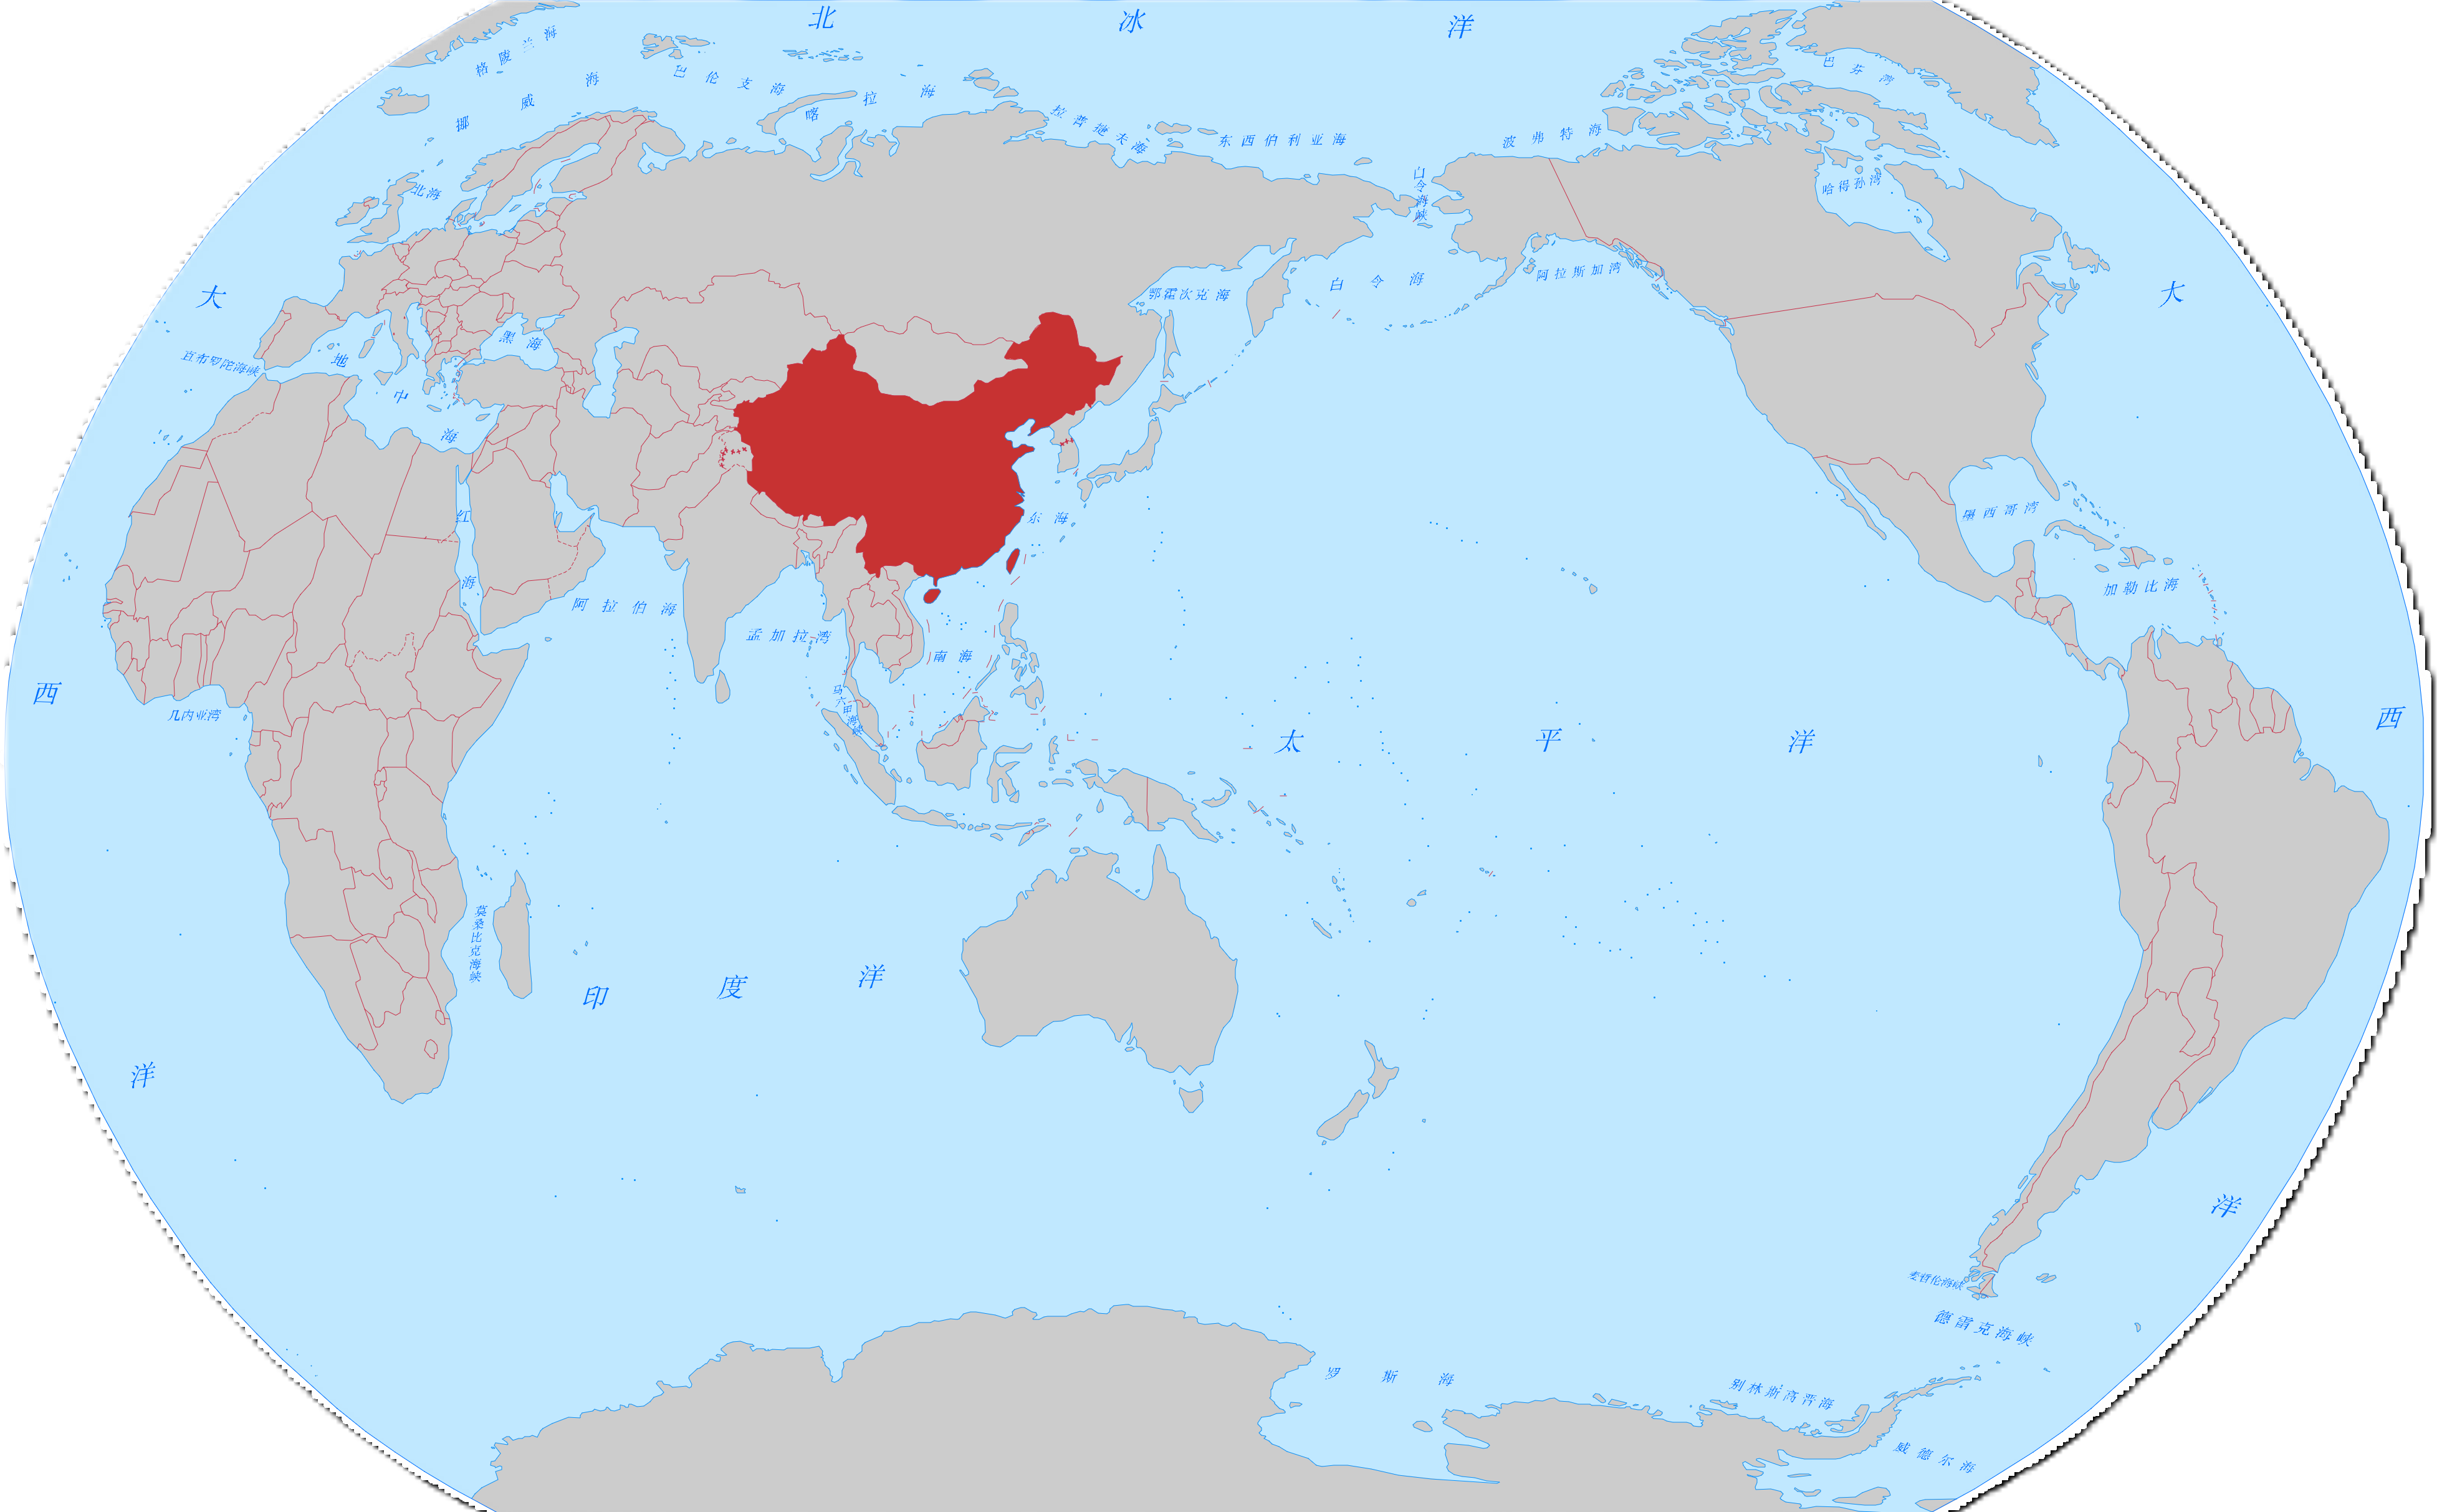 北冰洋
格陵兰海
挪威海
巴伦支海
喀拉海
拉普捷夫海
东西伯利亚海
波弗特海
巴芬湾
北海
白令海峡
哈得孙湾
大西洋
鄂霍次克海
白令海
阿拉斯加湾
大西洋
黑海
直布罗陀海峡
地中海
红海
东海
墨西哥湾
加勒比海
阿拉伯海
孟加拉湾
南海
马六甲海峡
几内亚湾
太平洋
莫桑比克海峡
印度洋
麦哲伦海峡
德雷克海峡
罗斯海
别林斯高晋海
威德尔海